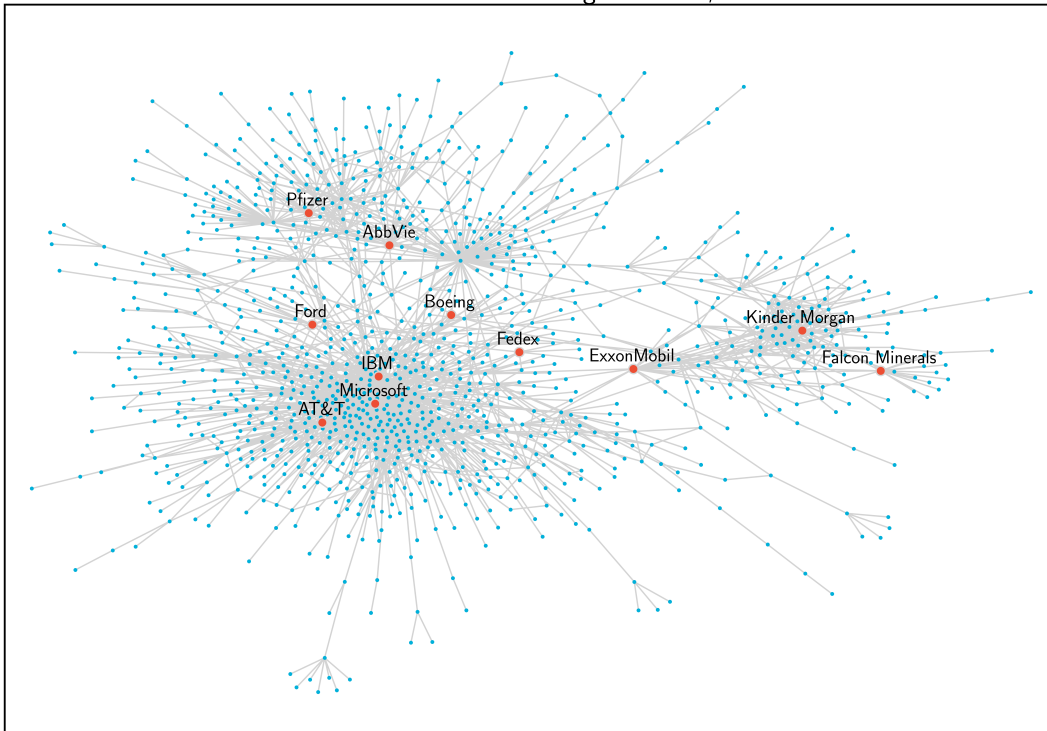 Pfizer
AbbVie
Boeing
Ford
Kinder Morgan
Fedex
ExxonMobil
Falcon Minerals
IBM
Microsoft
AT&T